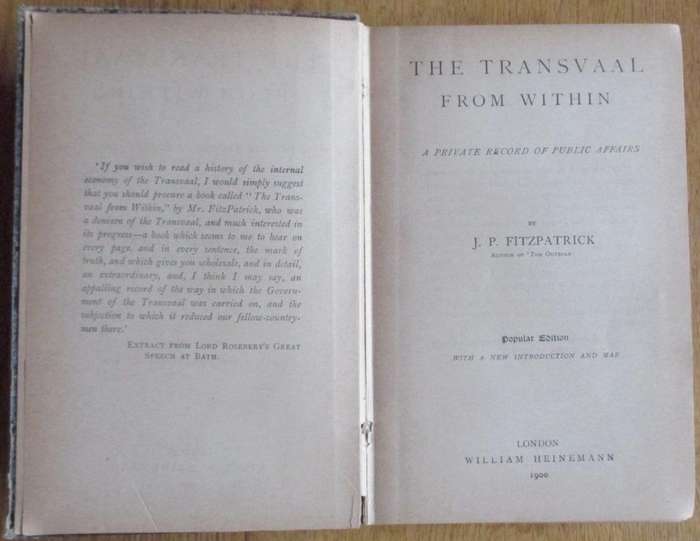 'If you wish to read a history of the internal
economy of the Transvaal, I would simply suggest
that you should procure a book called "The Trans-
vaal from Within," by Mr. FitzPatrick, who was
a denizen of the Transvaal, and much interested in
its progress—a book which seems to me to bear on
every page, and in every sentence, the mark of
truth, and which gives you wholesale, and in detail,
an extraordinary, and, I think I may say, an
appalling record of the way in which the Govern-
ment of the Transvaal was carried on, and the
subjection to which it reduced our fellow-country-
men there.'
Extract from Lord Rosebery's Great
Speech at Bath.
THE TRANSVAAL
FROM WITHIN
A PRIVATE RECORD OF PUBLIC AFFAIRS
BY
J. P. FITZPATRICK
AUTHOR OF 'THE OUTSPAN'
Popular Edition
WITH A NEW INTRODUCTION AND MAP
LONDON
WILLIAM HEINEMANN
1900